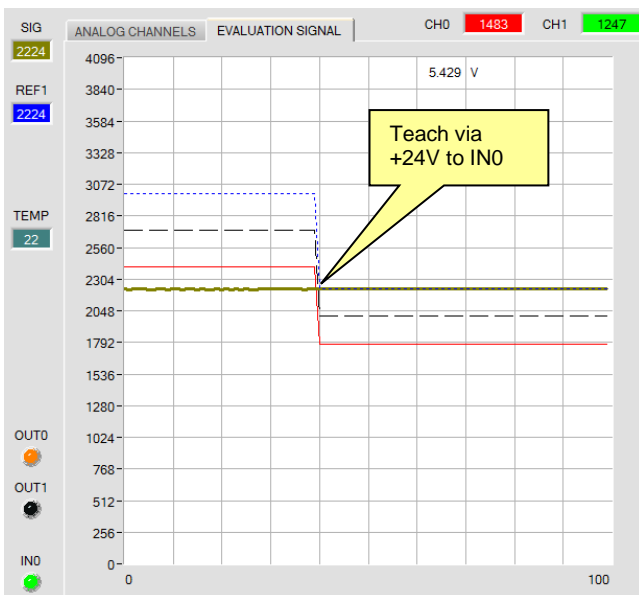 SIG
2224
REF1
2224
TEMP
22
OUT0
OUT1
IN0
ANALOG CHANNELS EVALUATION SIGNAL
CH0 1483 CH1 1247
5.429 V
Teach via
+24V to IN0
4096
3840
3584
3328
3072
2816
2560
2304
2048
1792
1536
1280
1024
768
512
256
0
0 100